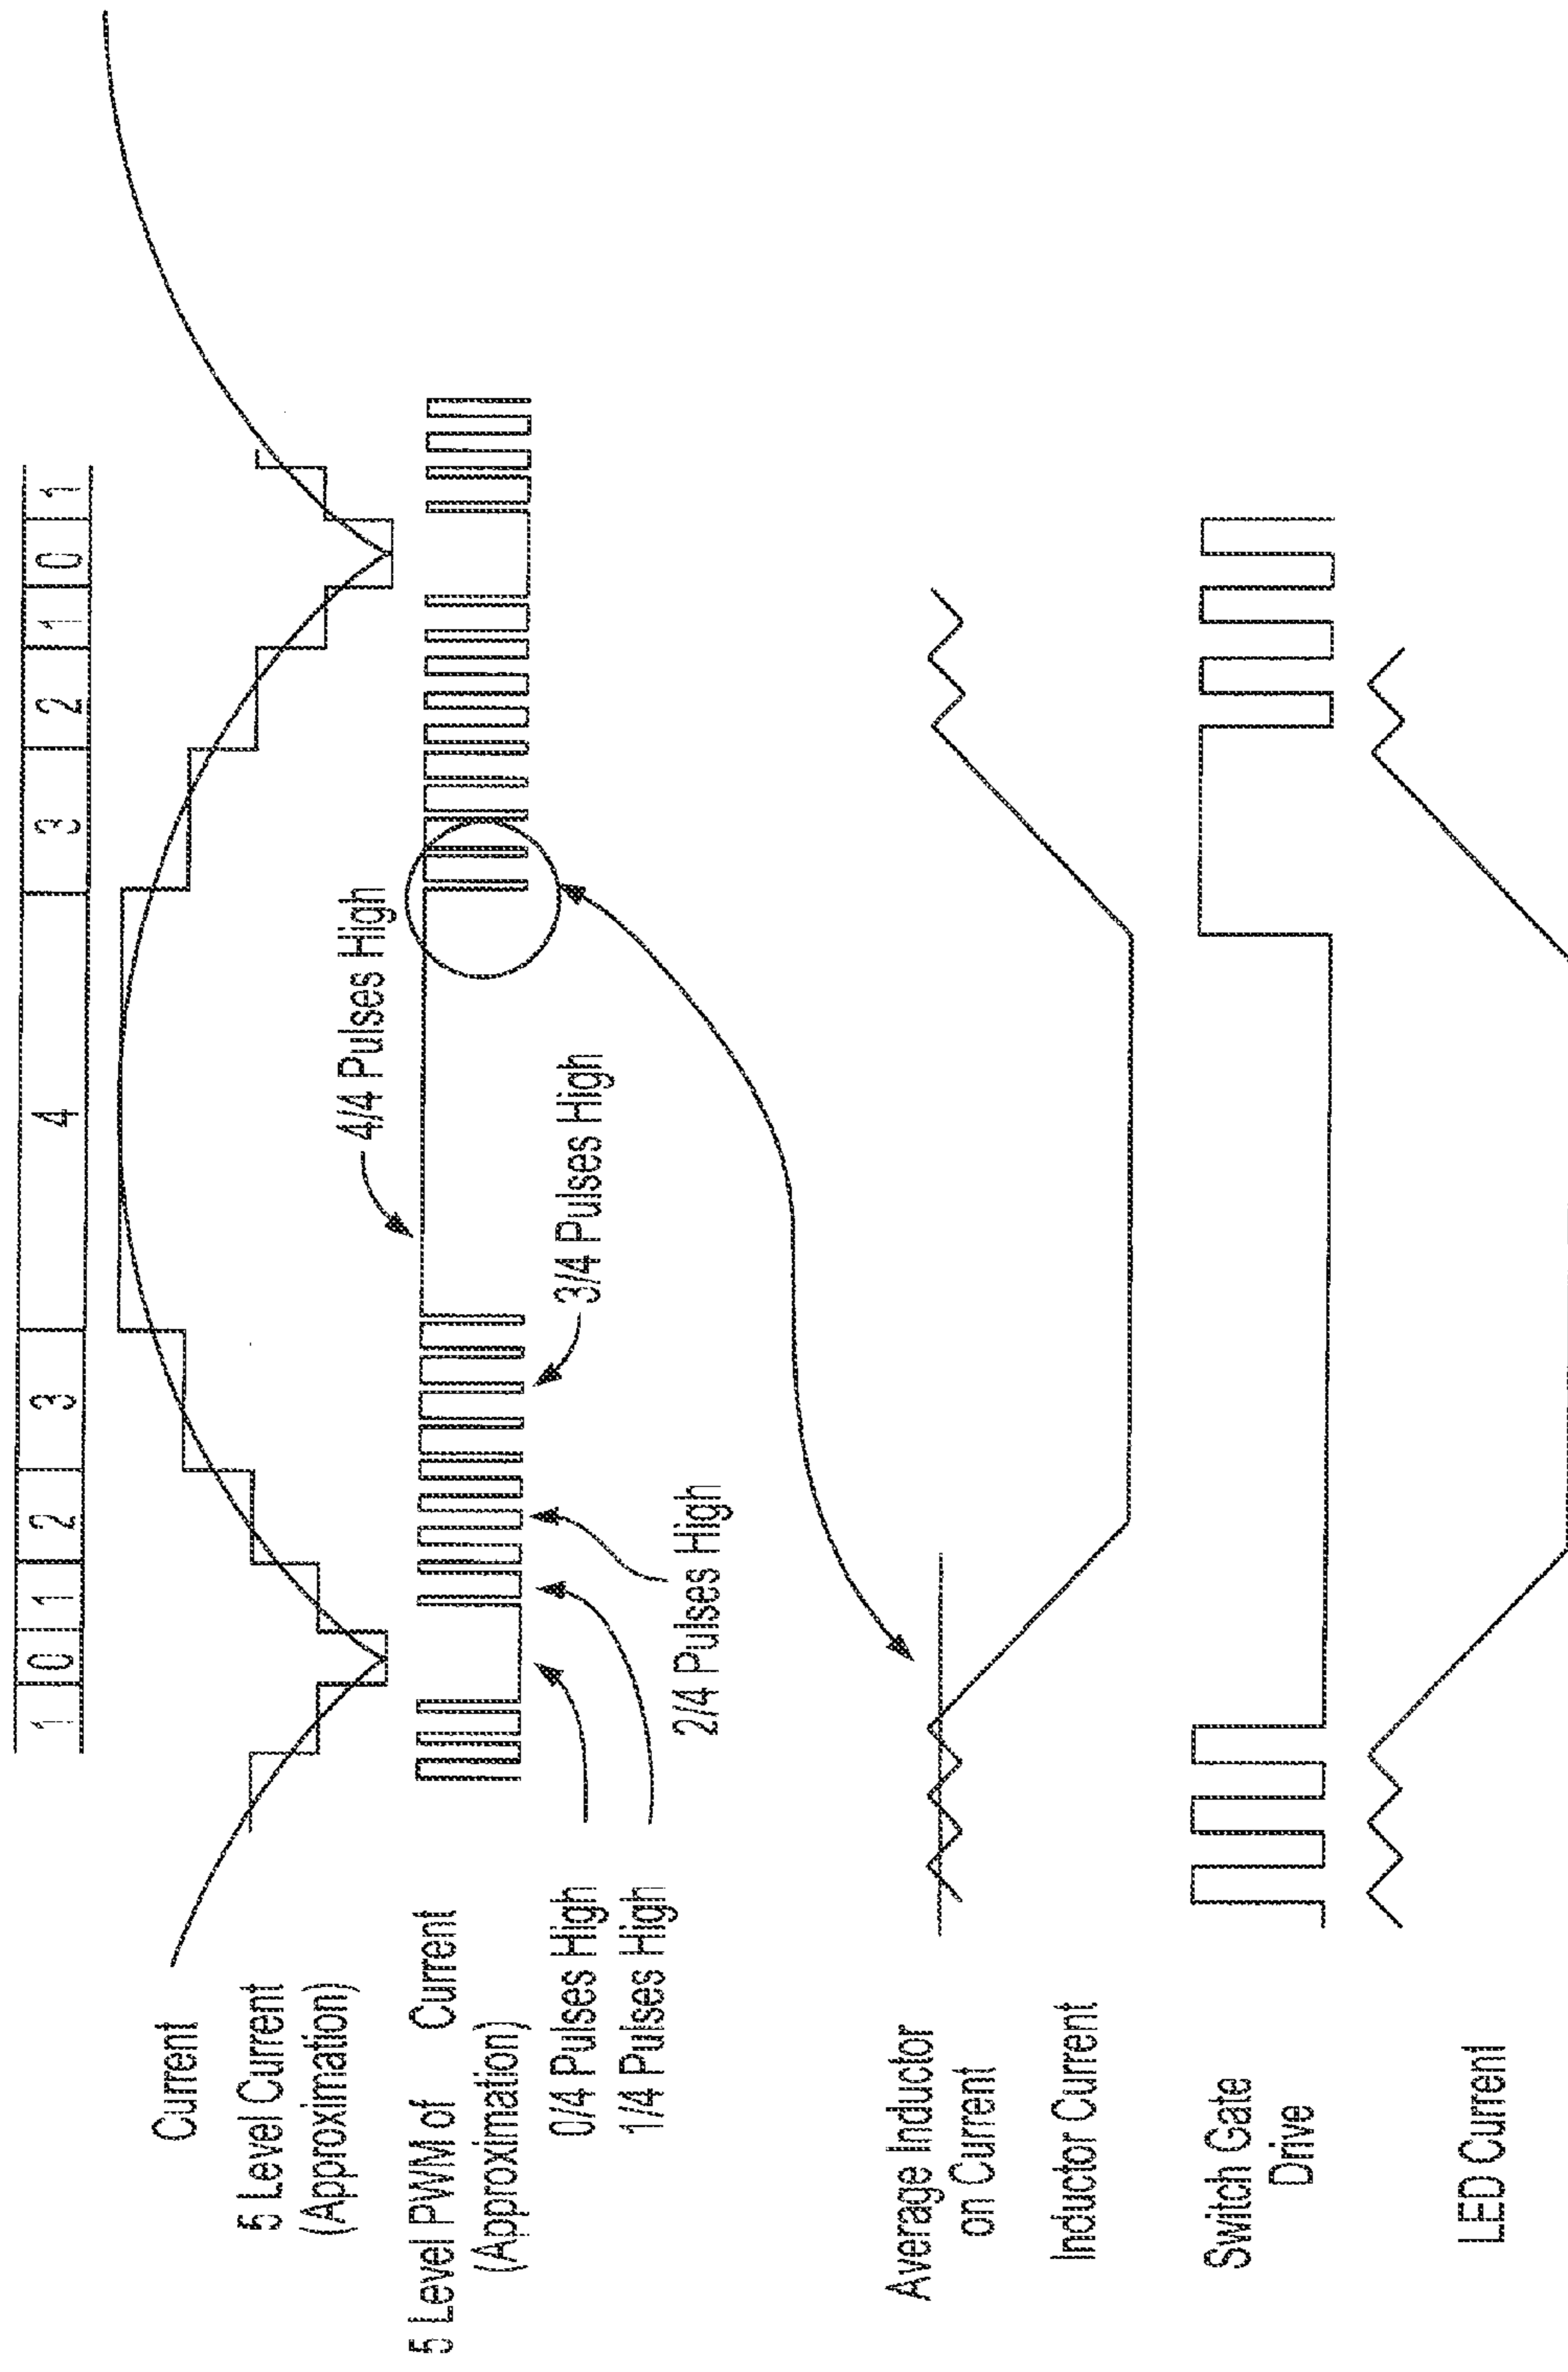 1 0 1 2 3 4 3 2 1 0 1
Current
5 Level Current
(Approximation)
4/4 Pulses High
5 Level PWM of Current
(Approximation)
3/4 Pulses High
0/4 Pulses High
1/4 Pulses High
2/4 Pulses High
Average Inductor
on Current
Inductor Current
Switch Gate
Drive
LED Current